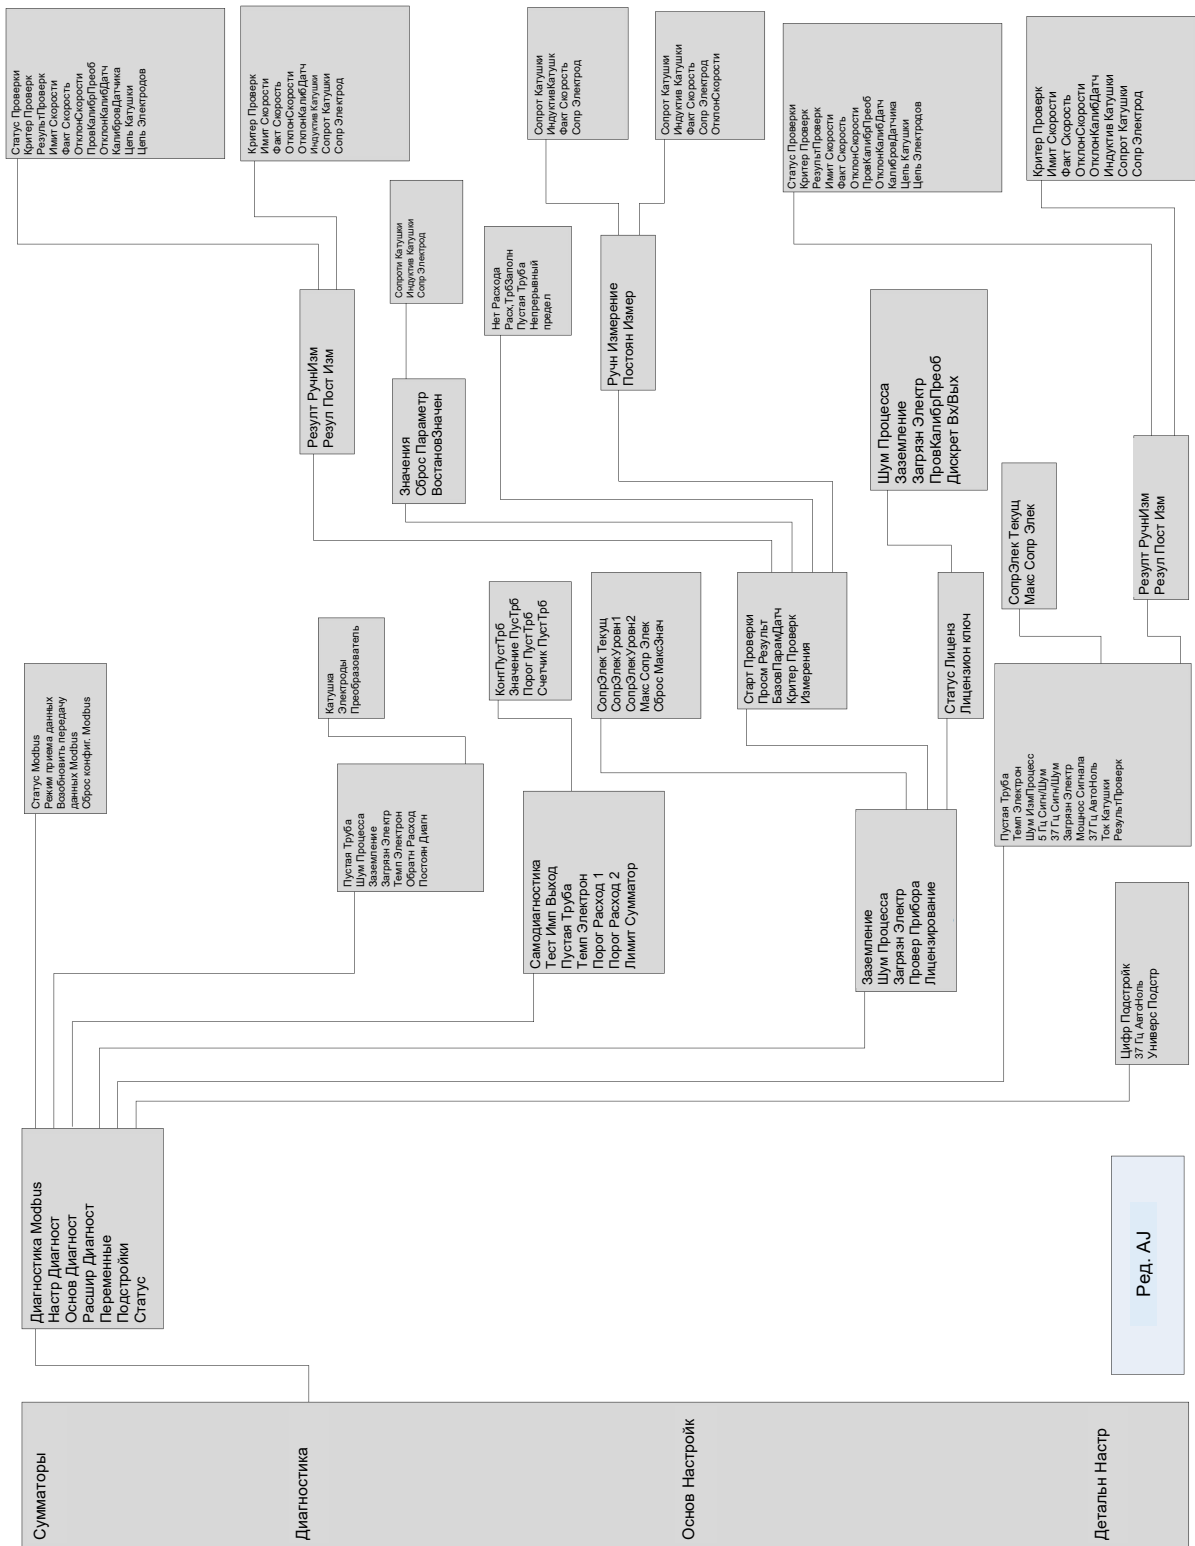 Сумматоры
Диагностика
Основ Настройк
Детальн Настр
Диагностика Modbus
Настр Диагност
Основ Диагност
Расшир Диагност
Переменные
Подстройки
Статус
Ред. AJ
Статус Modbus
Режим приема данных
Возобновить передачу
данных Modbus
Сброс конфиг. Modbus
Пустая Труба
Шум Процесса
Заземление
Загрязн Электр
Темп Электрон
Обратн Расход
Постоян Диагн
Катушка
Электроды
Преобразователь
Самодиагностика
Тест Имп Выход
Пустая Труба
Темп Электрон
Порог Расход 1
Порог Расход 2
Лимит Сумматор
КонтПустТрб
Значение ПусТрб
Порог ПустТрб
Счетчик ПустТрб
Заземление
Шум Процесса
Загрязн Электр
Провер Прибора
Лицензирование
СопрЭлек Текущ
СопрЭлекУровн1
СопрЭлекУровн2
Макс Сопр Элек
Сброс МаксЗнач
Старт Проверки
Просм Результ
БазовПарамДатч
Критер Проверк
Измерения
Статус Лиценз
Лицензион ключ
Пустая Труба
Темп Электрон
Шум ИзмПроцесс
5 Гц Сигн/Шум
37 Гц Сигн/Шум
Загрязн Электр
Мощнос Сигнала
37 Гц АвтоНоль
Ток Катушки
РезультПроверк
Цифр Подстройк
37 Гц АвтоНоль
Универс Подстр
Резулт РучнИзм
Резул Пост Изм
Значения
Сброс Параметр
ВостановЗначен
Сопроти Катушки
Индуктив Катушки
Сопр Электрод
Нет Расхода
Расх,ТрбЗаполн
Пустая Труба
Непрерывный
предел
Ручн Измерение
Постоян Измер
Шум Процесса
Заземление
Загрязн Электр
ПровКалибрПреоб
Дискрет Вх/Вых
СопрЭлек Текущ
Макс Сопр Элек
Резулт РучнИзм
Резул Пост Изм
Статус Проверки
Критер Проверк
РезультПроверк
Имит Скорости
Факт Скорость
ОтклонСкорости
ПровКалибрПреоб
ОтклонКалибДатч
КалибровДатчика
Цепь Катушки
Цепь Электродов
Критер Проверк
Имит Скорости
Факт Скорость
ОтклонСкорости
ОтклонКалибДатч
Индуктив Катушки
Сопрот Катушки
Сопр Электрод
Сопрот Катушки
ИндуктивКатушк
Факт Скорость
Сопр Электрод
Сопрот Катушки
Индуктив Катушки
Факт Скорость
Сопр Электрод
ОтклонСкорости
Статус Проверки
Критер Проверк
РезультПроверк
Имит Скорости
Факт Скорость
ОтклонСкорости
ПровКалибрПреоб
ОтклонКалибДатч
КалибровДатчика
Цепь Катушки
Цепь Электродов
Критер Проверк
Имит Скорости
Факт Скорость
ОтклонСкорости
ОтклонКалибДатч
Индуктив Катушки
Сопрот Катушки
Сопр Электрод